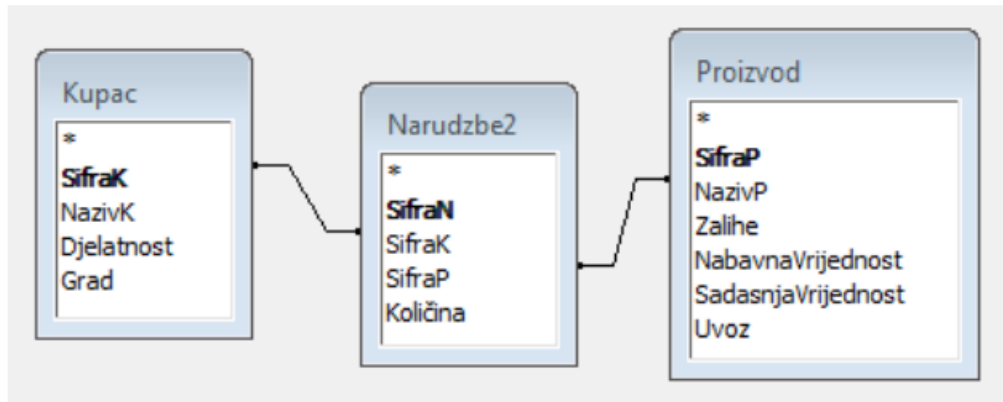 Kupac
*
SifraK
NazivK
Djelatnost
Grad
Narudzbe2
*
SifraN
SifraK
SifraP
Količina
Proizvod
*
SifraP
NazivP
Zalihe
NabavnaVrijednost
SadasnjaVrijednost
Uvoz